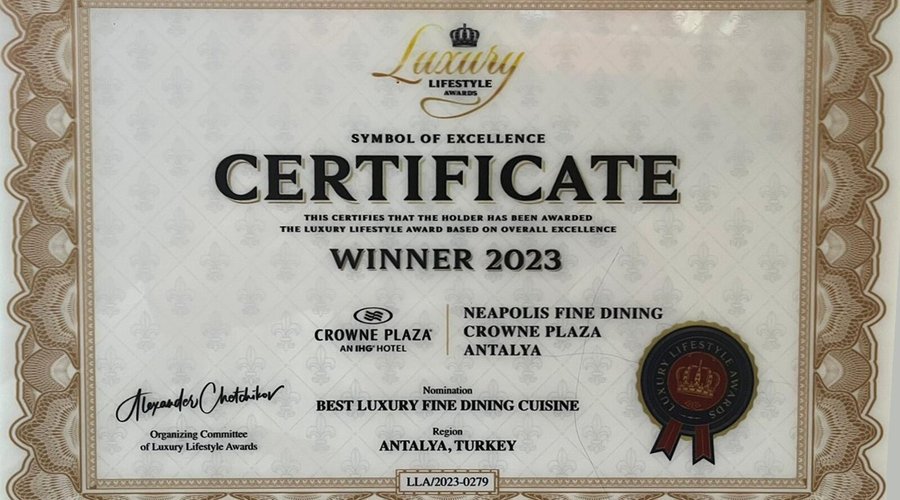 Luxury
LIFESTYLE
AWARDS
SYMBOL OF EXCELLENCE
CERTIFICATE
THIS CERTIFIES THAT THE HOLDER HAS BEEN AWARDED
THE LUXURY LIFESTYLE AWARD BASED ON OVERALL EXCELLENCE
WINNER 2023
CROWNE PLAZA
AN IHG® HOTEL
NEAPOLIS FINE DINING
CROWNE PLAZA
ANTALYA
Alexander Chetchikov
Organizing Committee
of Luxury Lifestyle Awards
Nomination
BEST LUXURY FINE DINING CUISINE
Region
ANTALYA, TURKEY
LUXURY LIFESTYLE AWARDS
LLA/2023-0279